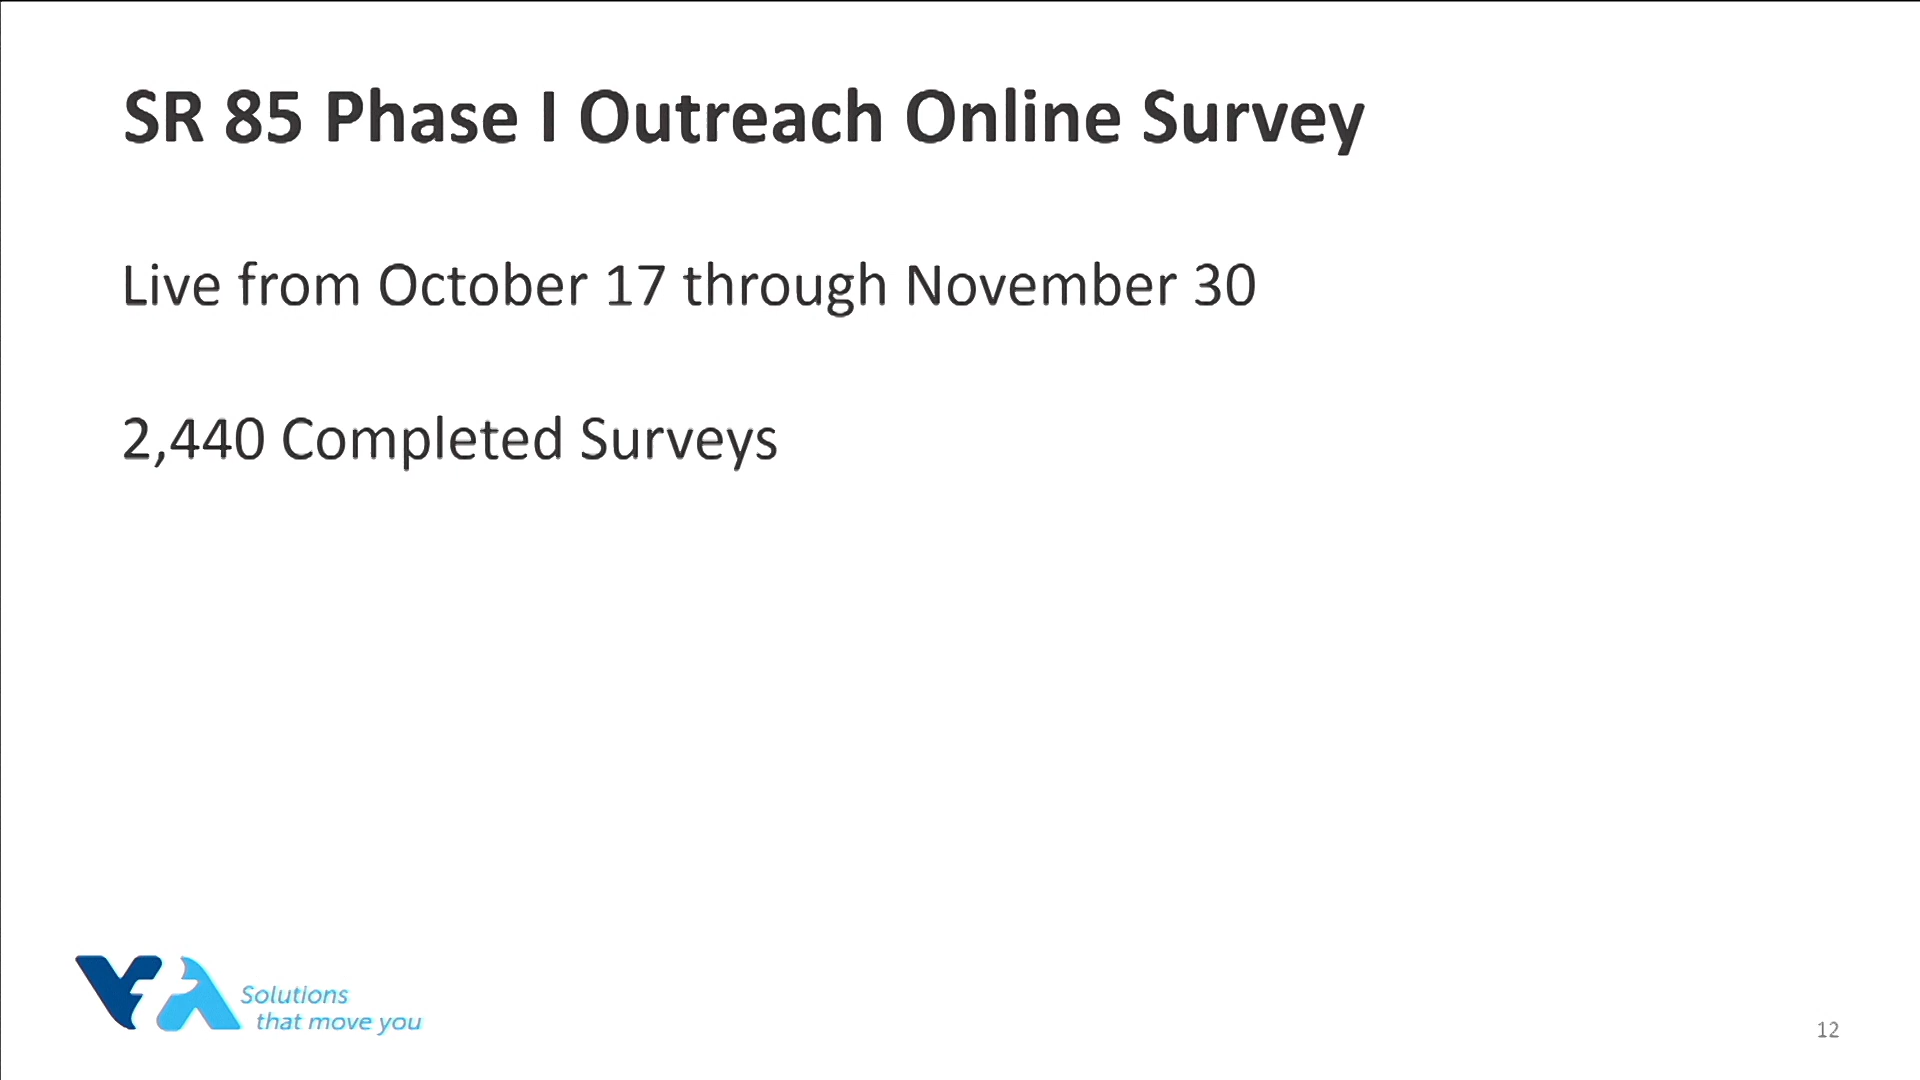 SR 85 Phase I Outreach Online Survey
Live from October 17 through November 30
2,440 Completed Surveys
VTA
Solutions
that move you
12